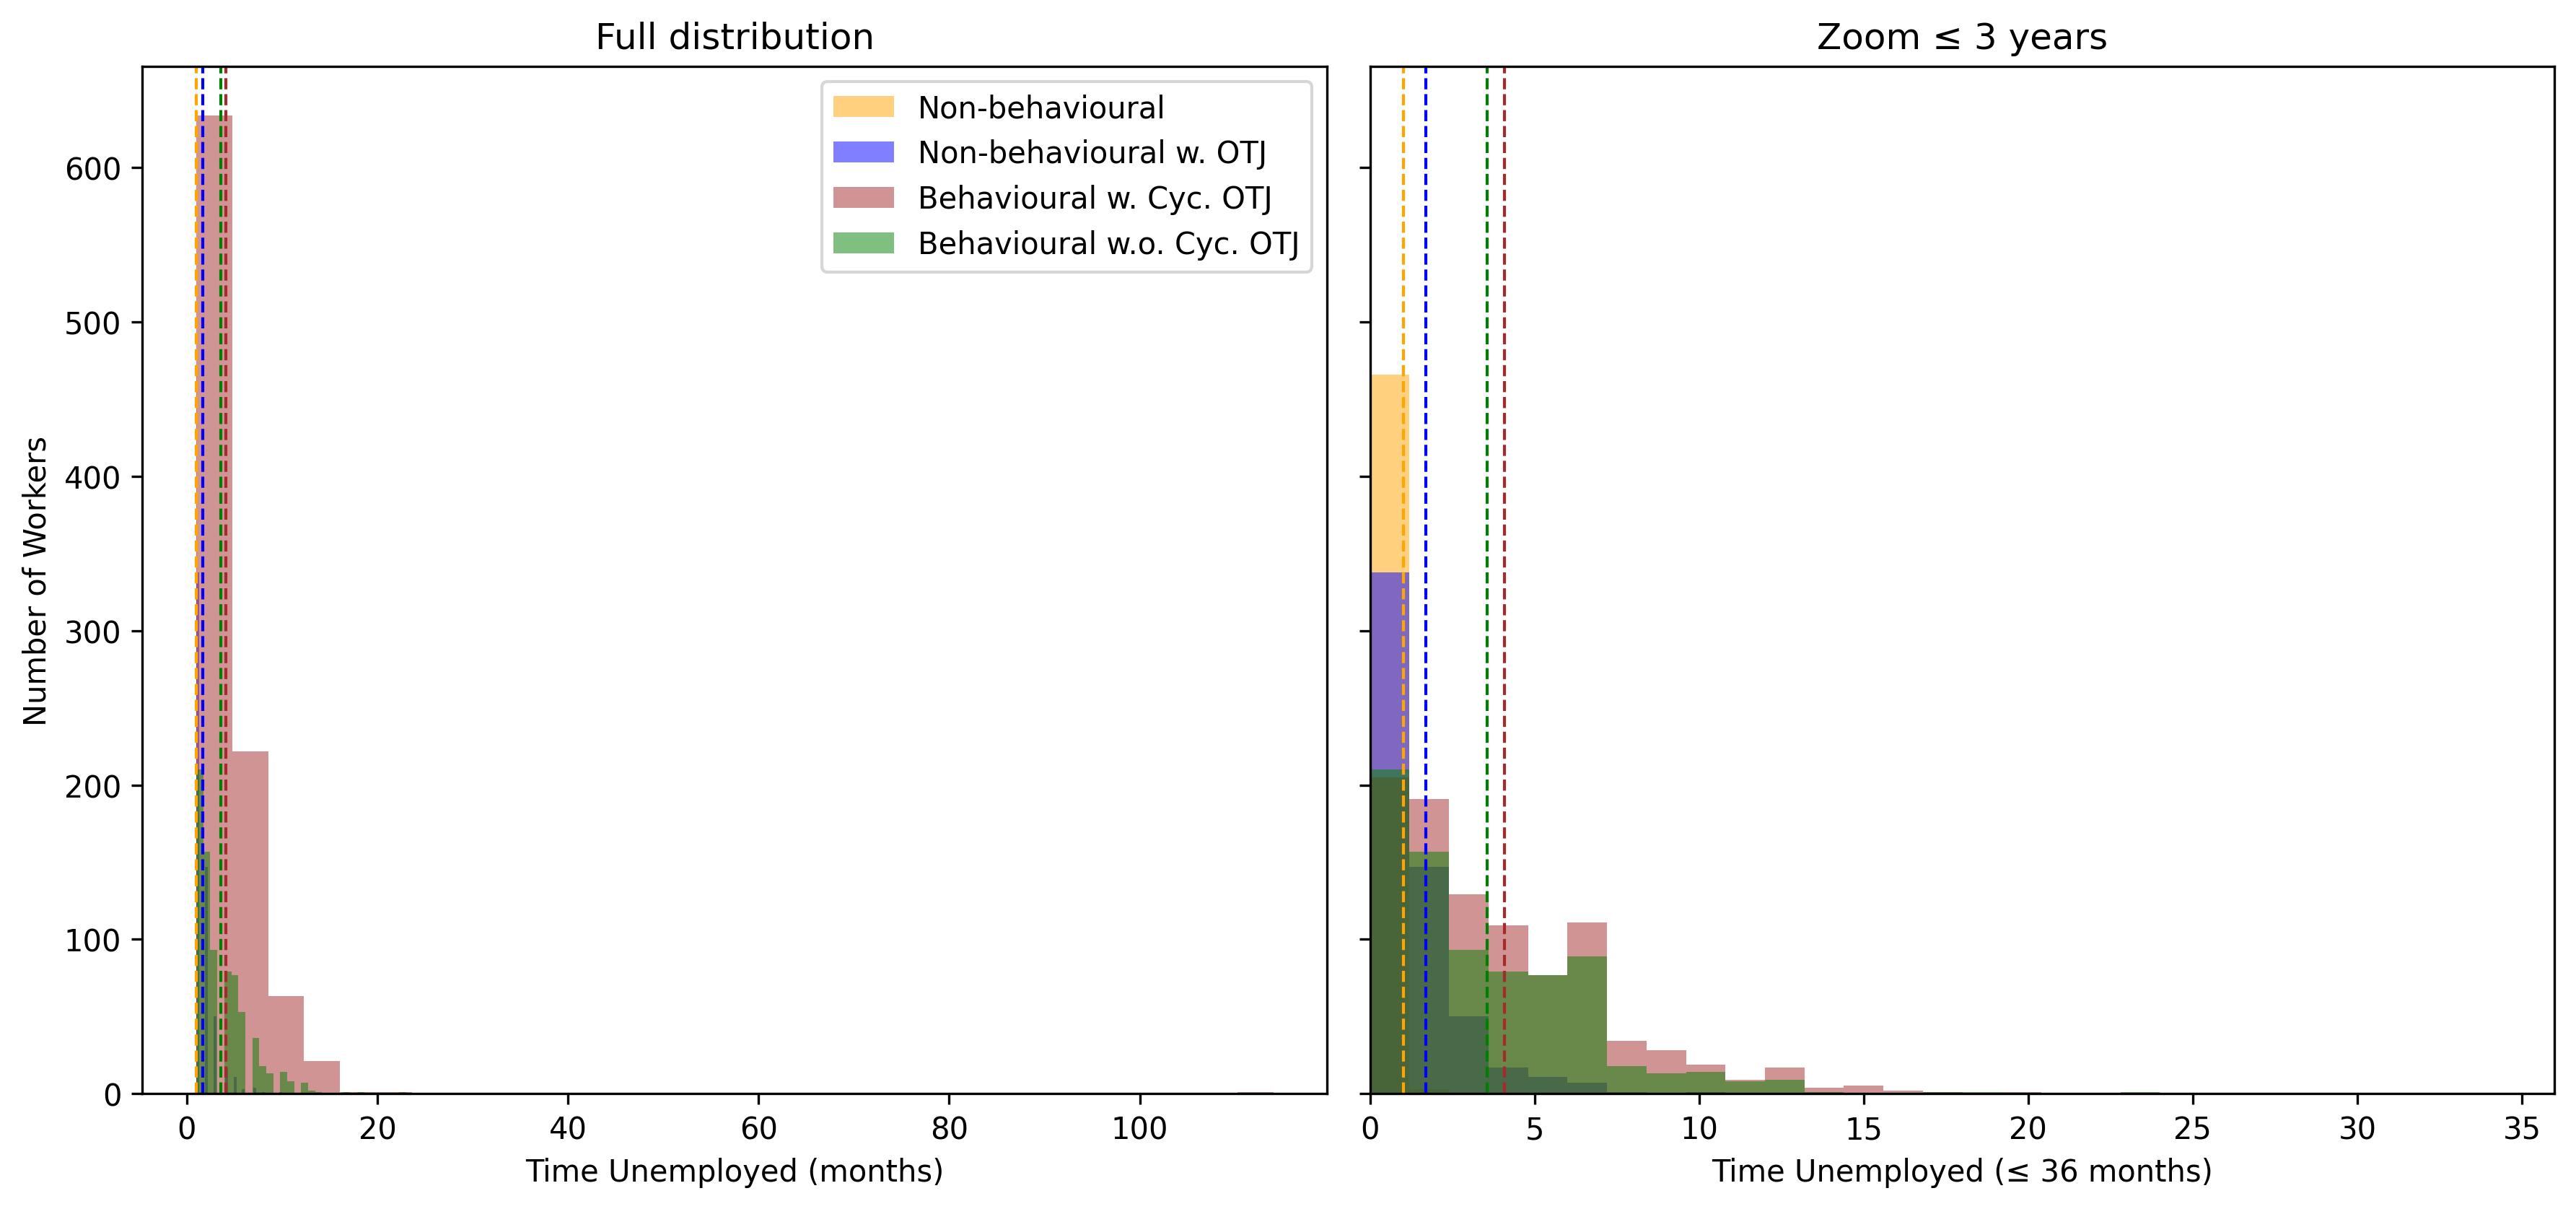 Full distribution
Non-behavioural
Non-behavioural w. OTJ
Behavioural w. Cyc. OTJ
Behavioural w.o. Cyc. OTJ
Number of Workers
600
500
400
300
200
100
0
0 20 40 60 80 100
Time Unemployed (months)
Zoom ≤ 3 years
0 5 10 15 20 25 30 35
Time Unemployed (≤ 36 months)